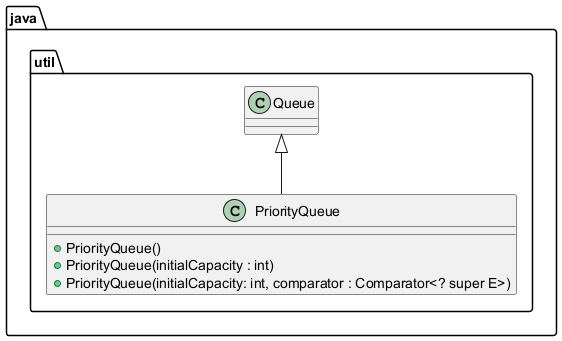 java
util
C Queue
C PriorityQueue
PriorityQueue()
PriorityQueue(initialCapacity : int)
PriorityQueue(initialCapacity: int, comparator : Comparator<? super E>)